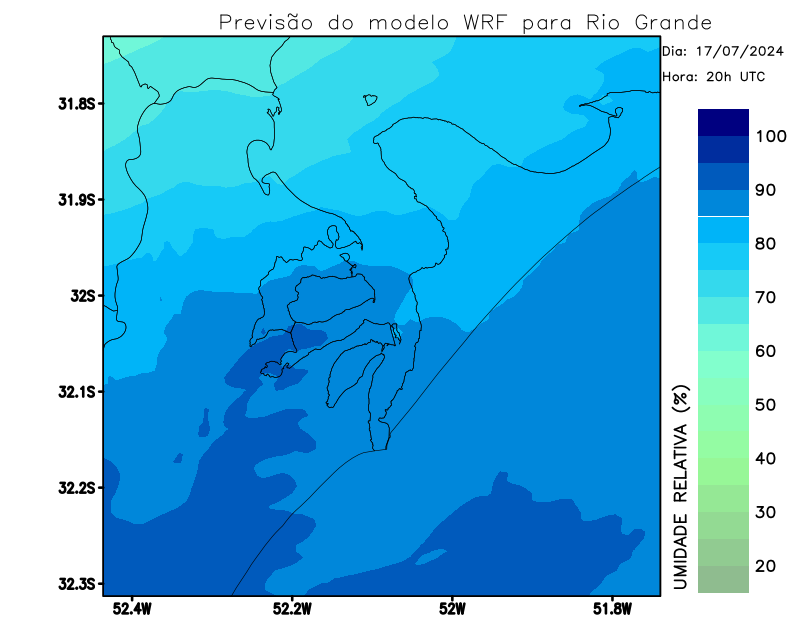 Previsão do modelo WRF para Rio Grande
Dia: 17/07/2024
Hora: 20h UTC
31.8S
31.9S
32S
32.1S
32.2S
32.3S
52.4W
52.2W
52W
51.8W
100
90
80
70
60
50
40
30
20
UMIDADE RELATIVA (%)